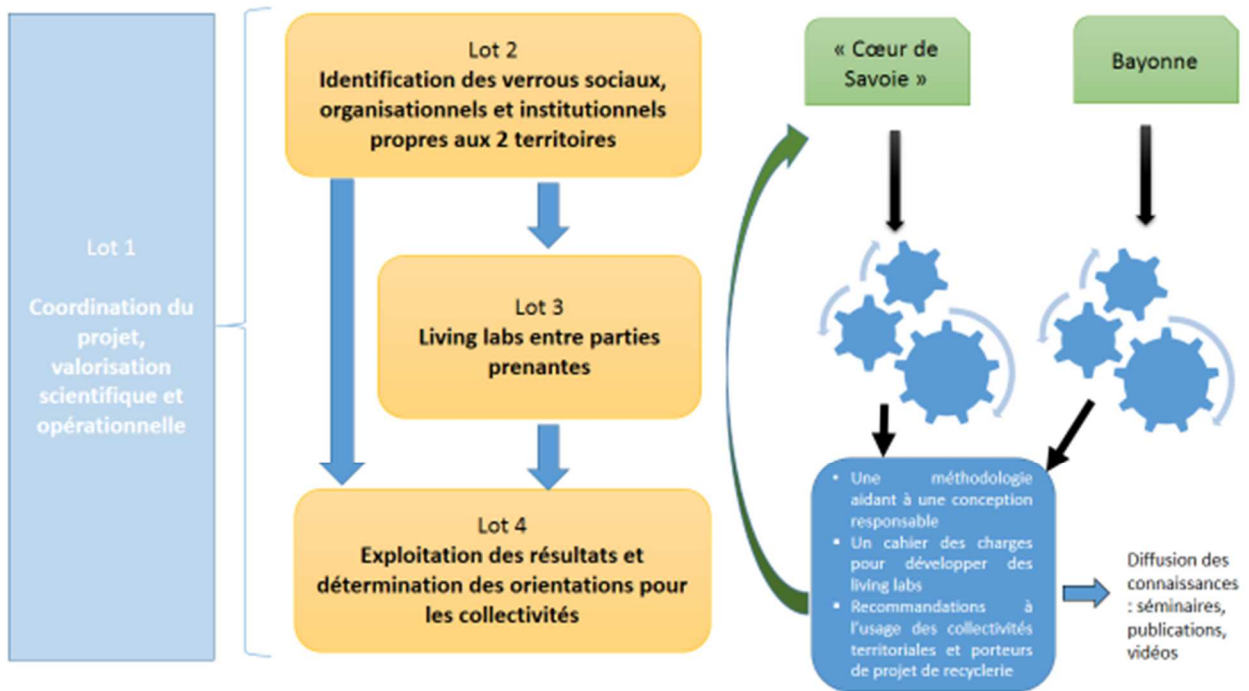 Lot 1
Coordination du
projet,
valorisation
scientifique et
opérationnelle
Lot 2
Identification des verrous sociaux,
organisationnels et institutionnels
propres aux 2 territoires
Lot 3
Living labs entre parties
prenantes
Lot 4
Exploitation des résultats et
détermination des orientations pour
les collectivités
« Cœur de
Savoie »
Bayonne
▪ Une méthodologie
aidant à une conception
responsable
▪ Un cahier des charges
pour développer des
living labs
▪ Recommandations à
l'usage des collectivités
territoriales et porteurs
de projet de recyclerie
Diffusion des
connaissances
: séminaires,
publications,
vidéos